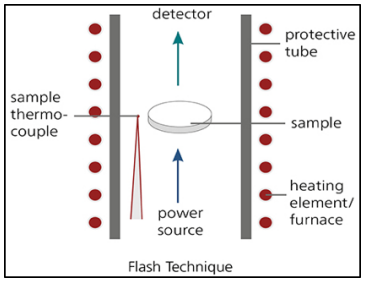 detector
protective
tube
sample
thermo-
couple
sample
heating
element/
furnace
power
source
Flash Technique